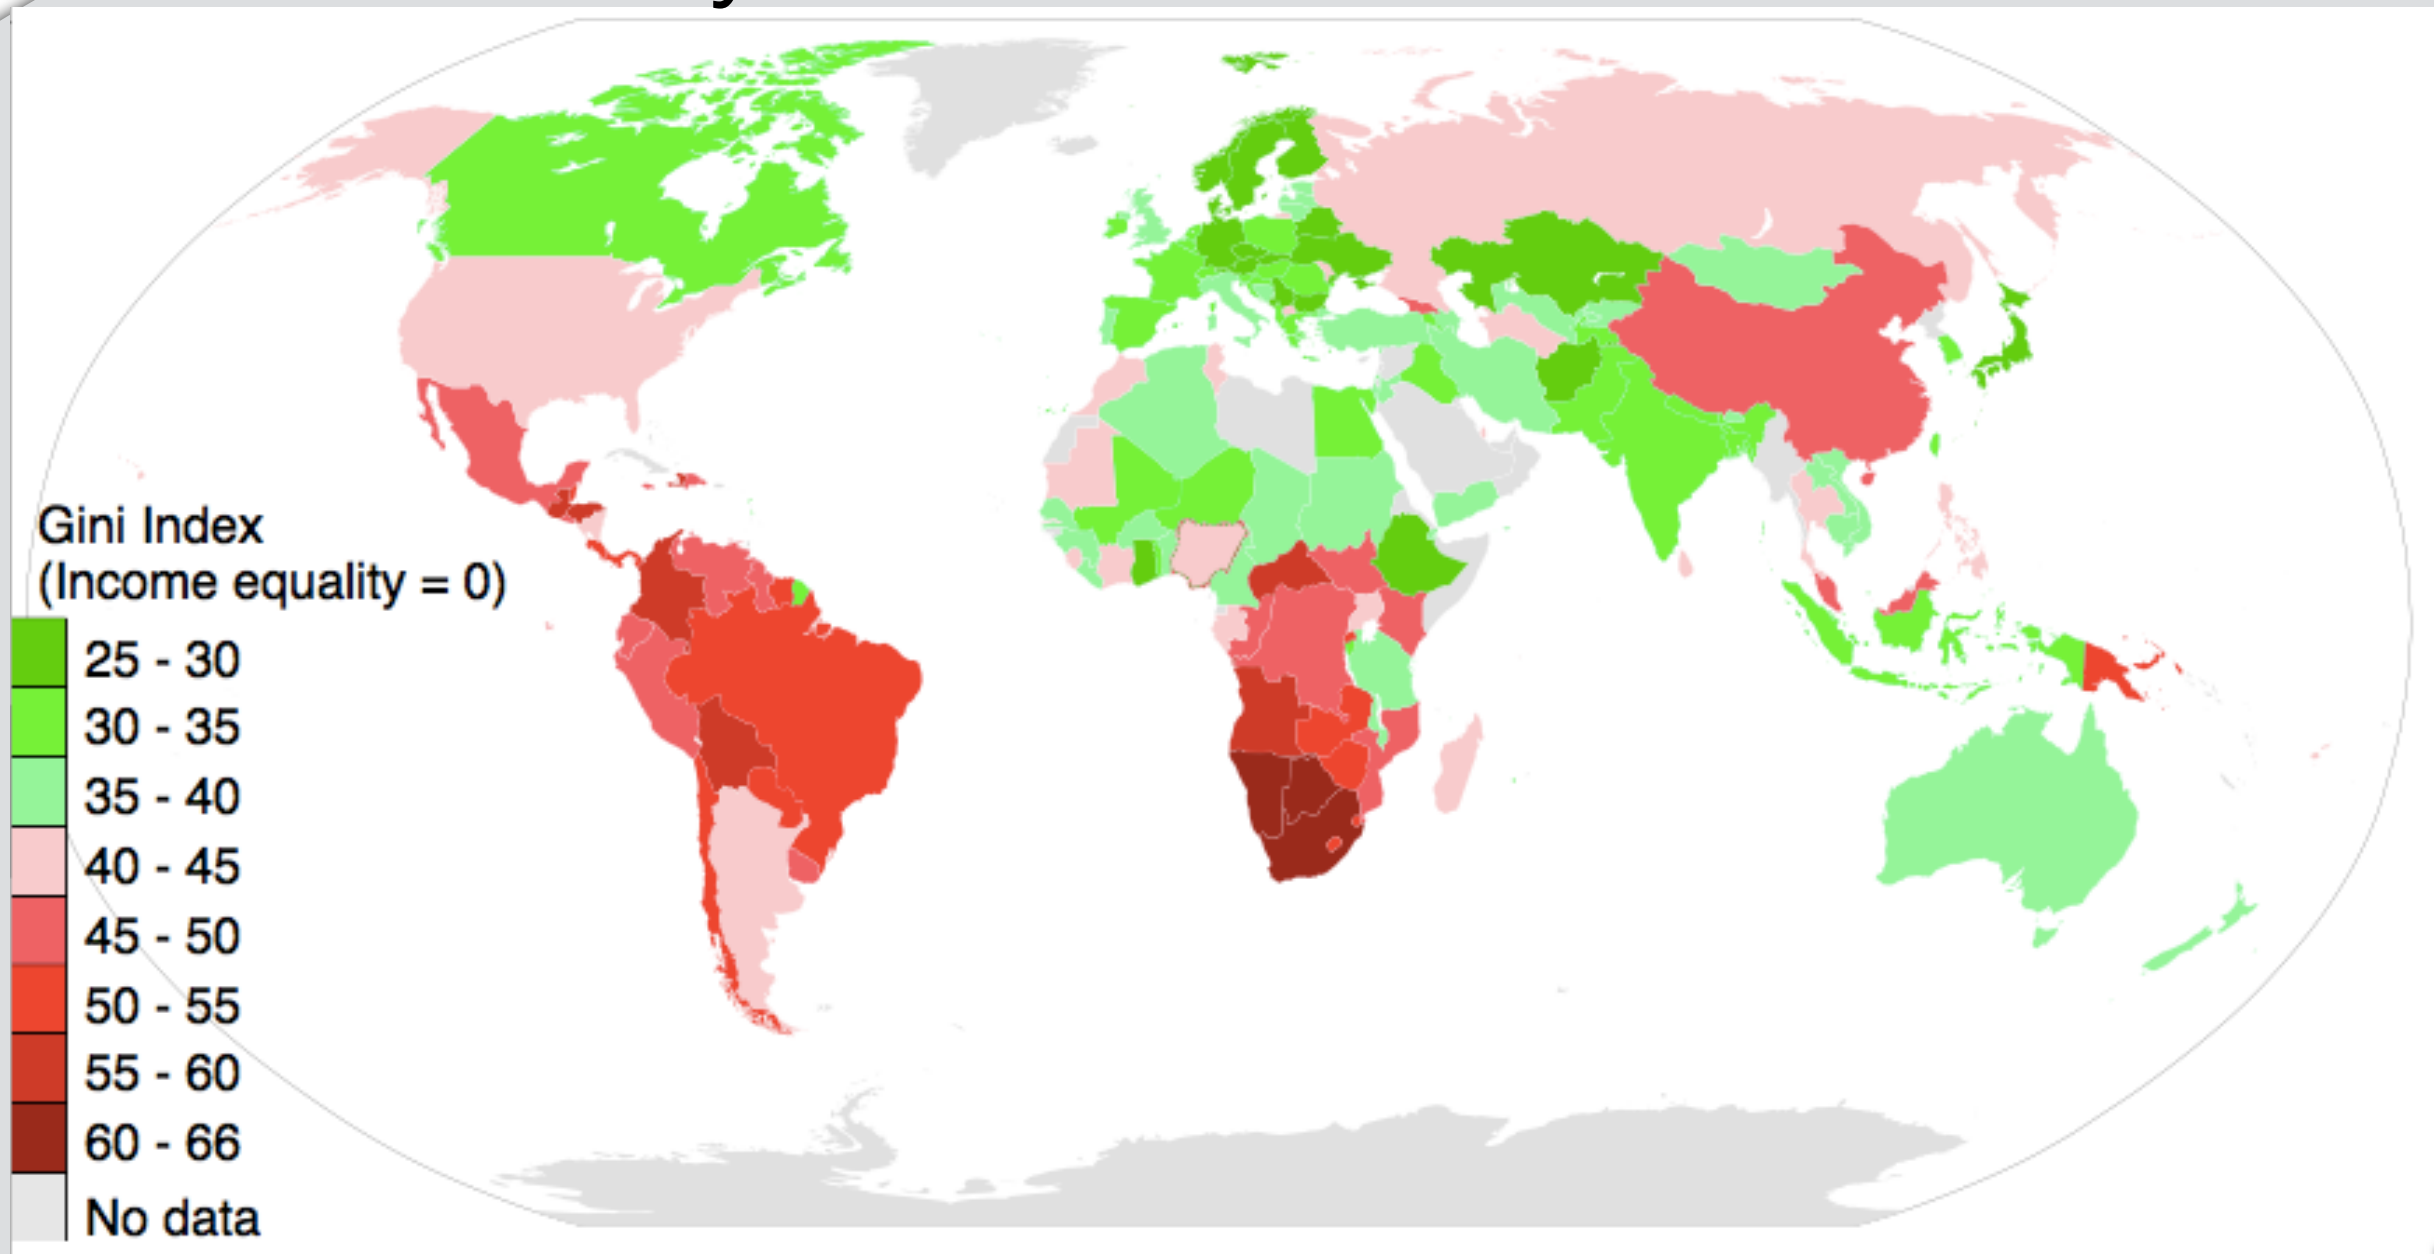 Gini Index
(Income equality = 0)
25 - 30
30 - 35
35 - 40
40 - 45
45 - 50
50 - 55
55 - 60
60 - 66
No data